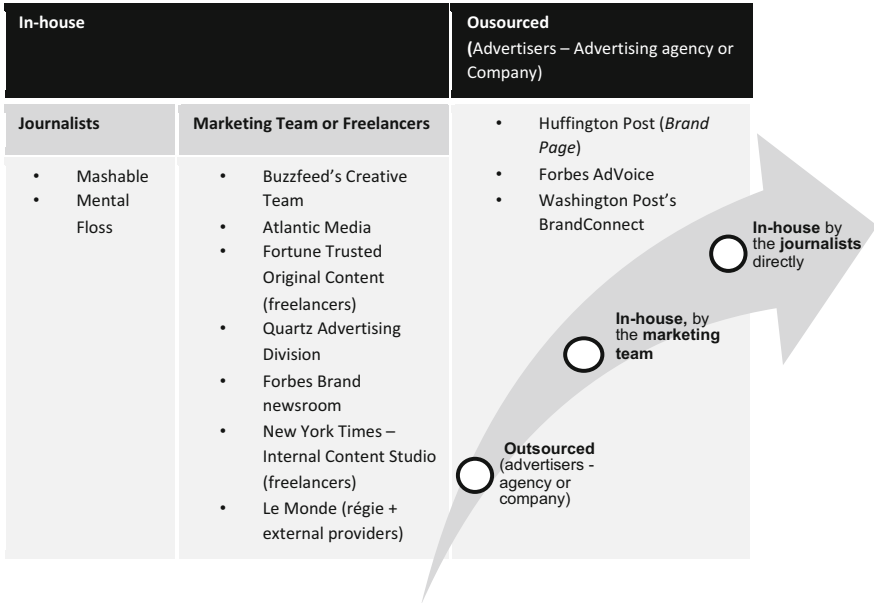 In-house
Ousourced
(Advertisers – Advertising agency or
Company)
Journalists
Marketing Team or Freelancers
• Mashable
• Mental
Floss
• Buzzfeed’s Creative
Team
• Atlantic Media
• Fortune Trusted
Original Content
(freelancers)
• Quartz Advertising
Division
• Forbes Brand
newsroom
• New York Times –
Internal Content Studio
(freelancers)
• Le Monde (régie +
external providers)
• Huffington Post (Brand
Page)
• Forbes AdVoice
• Washington Post’s
BrandConnect
In-house by
the journalists
directly
In-house, by
the marketing
team
Outsourced
(advertisers -
agency or
company)